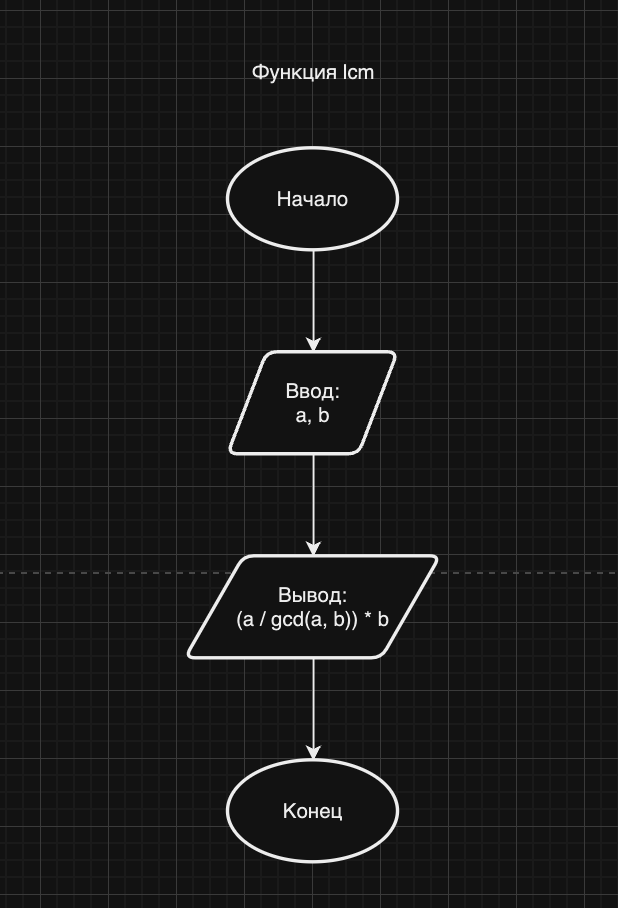 Функция lcm
Начало
Ввод:
a, b
Вывод:
(a / gcd(a, b)) * b
Конец